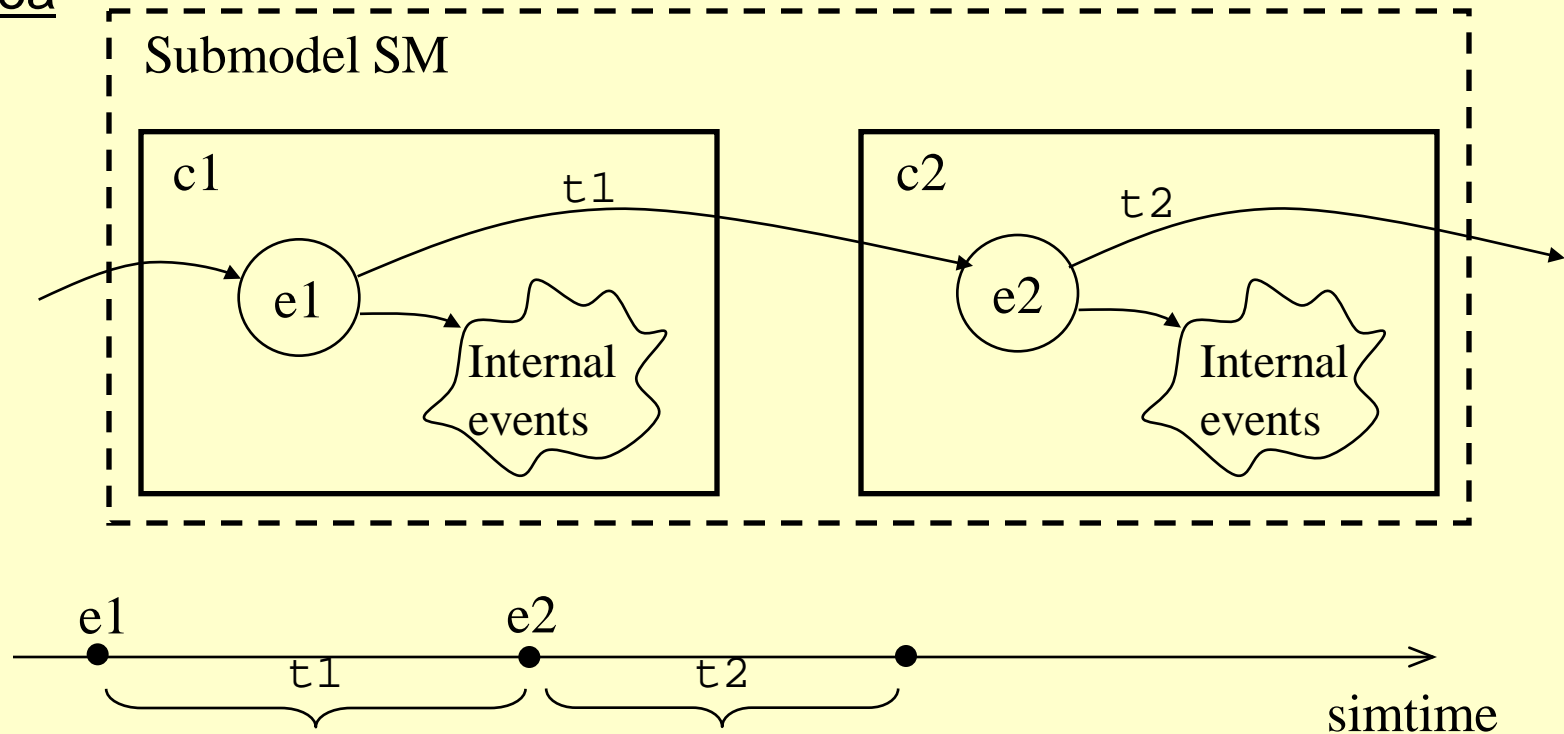 Submodel SM
c1
t1
c2
t2
e1
e2
Internal
events
Internal
events
e1
e2
t1
t2
simtime